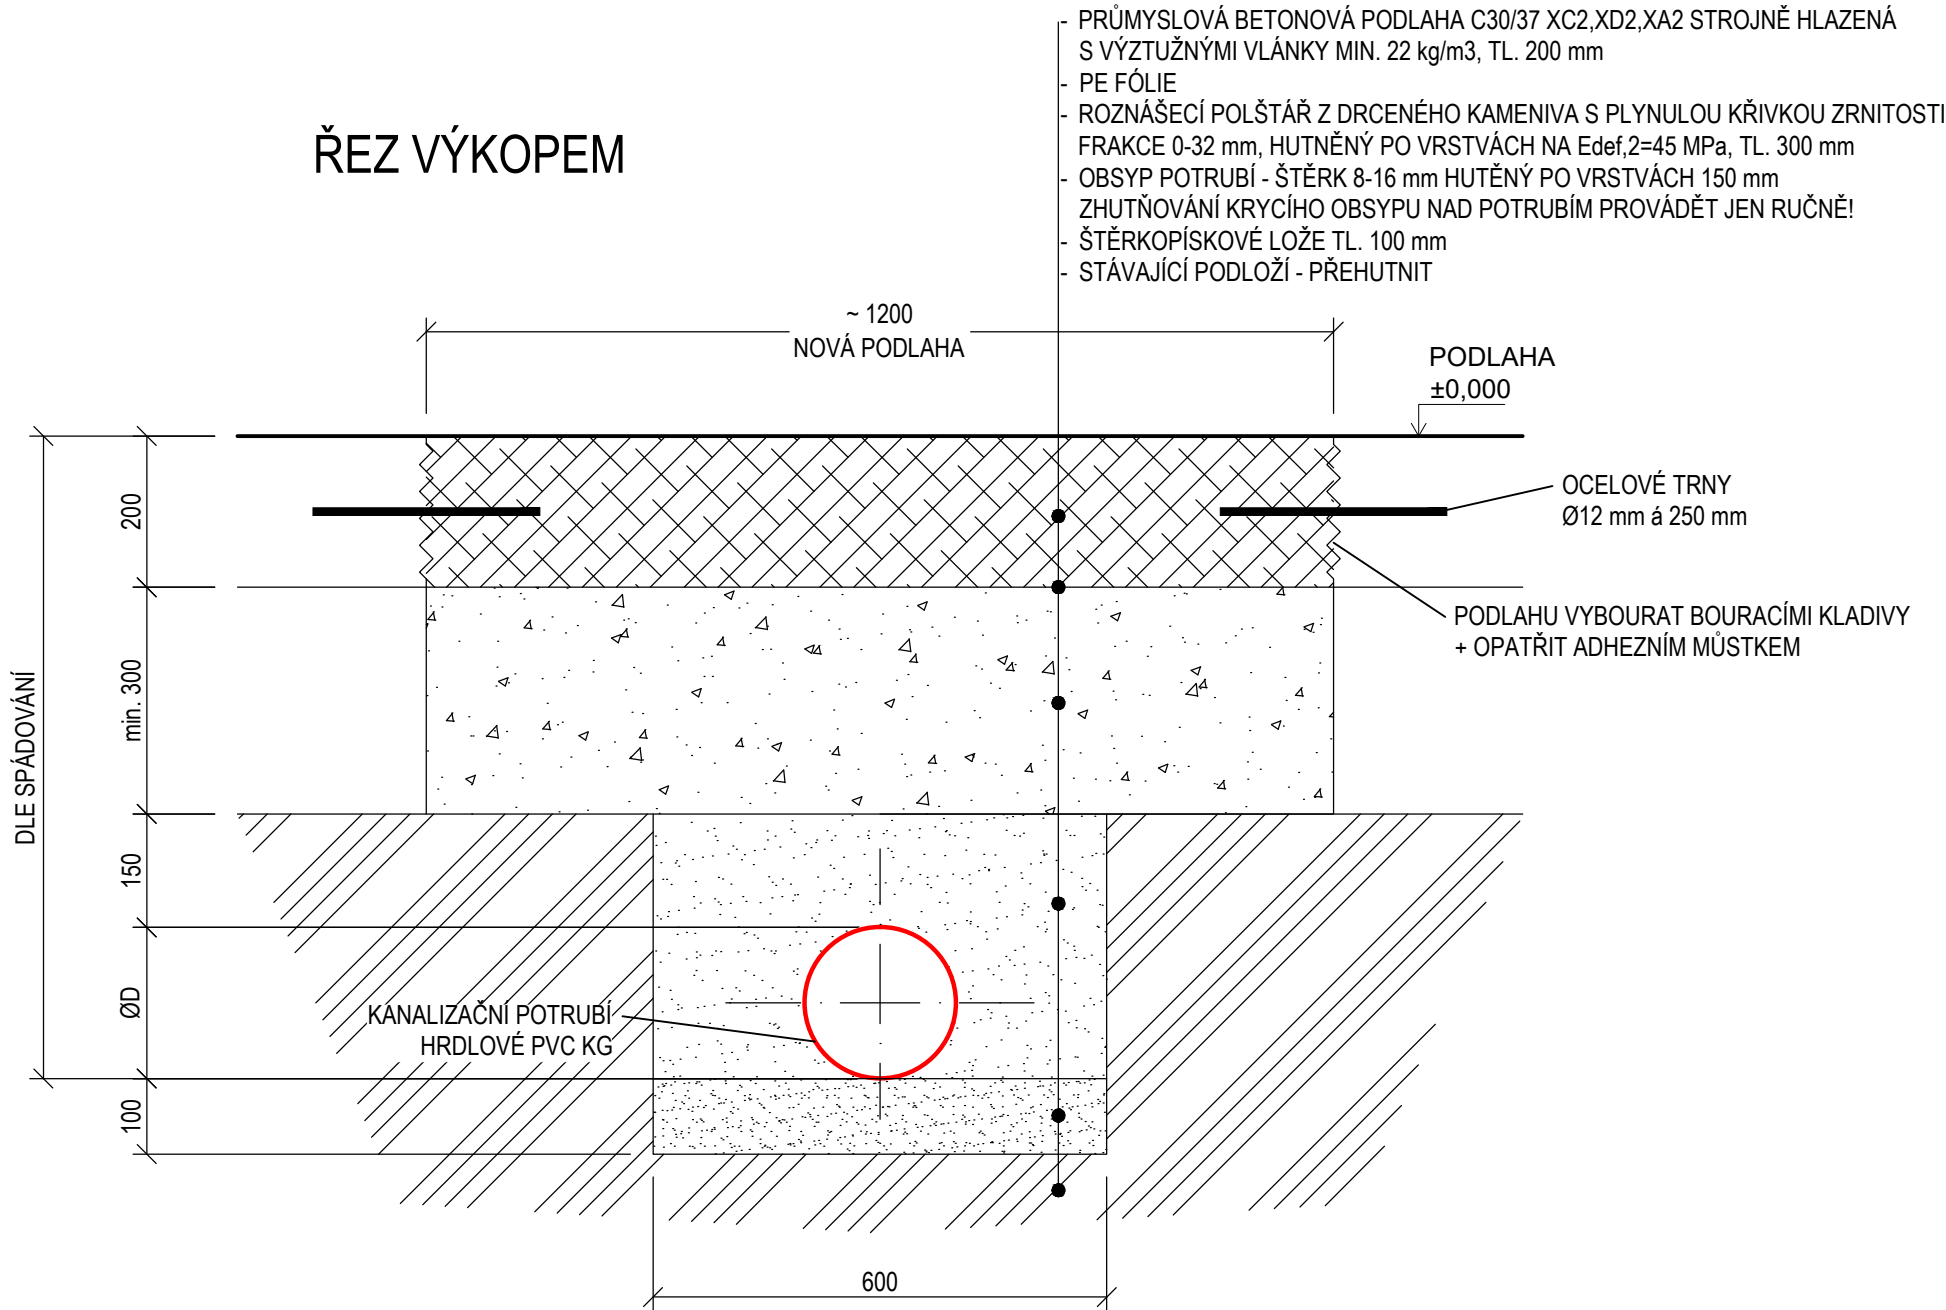 - PRŮMYSLOVÁ BETONOVÁ PODLAHA C30/37 XC2,XD2,XA2 STROJNĚ HLAZENÁ
S VÝZTUŽNÝMI VLÁNKY MIN. 22 kg/m3, TL. 200 mm
- PE FÓLIE
- ROZNÁŠECÍ POLŠTÁŘ Z DRCENÉHO KAMENIVA S PLYNULOU KŘIVKOU ZRNITOSTI
FRAKCE 0-32 mm, HUTNĚNÝ PO VRSTVÁCH NA Edef,2=45 MPa, TL. 300 mm
- OBSYP POTRUBÍ - ŠTĚRK 8-16 mm HUTĚNÝ PO VRSTVÁCH 150 mm
ZHUTŇOVÁNÍ KRYCÍHO OBSYPU NAD POTRUBÍM PROVÁDĚT JEN RUČNĚ!
- ŠTĚRKOPÍSKOVÉ LOŽE TL. 100 mm
- STÁVAJÍCÍ PODLOŽÍ - PŘEHUTNIT
ŘEZ VÝKOPEM
~ 1200
NOVÁ PODLAHA
PODLAHA
±0,000
OCELOVÉ TRNY
Ø12 mm á 250 mm
PODLAHU VYBOURAT BOURACÍMI KLADIVY
+ OPATŘIT ADHEZNÍM MŮSTKEM
DLE SPÁDOVÁNÍ
200
min. 300
150
ØD
100
KANALIZAČNÍ POTRUBÍ
HRDLOVÉ PVC KG
600